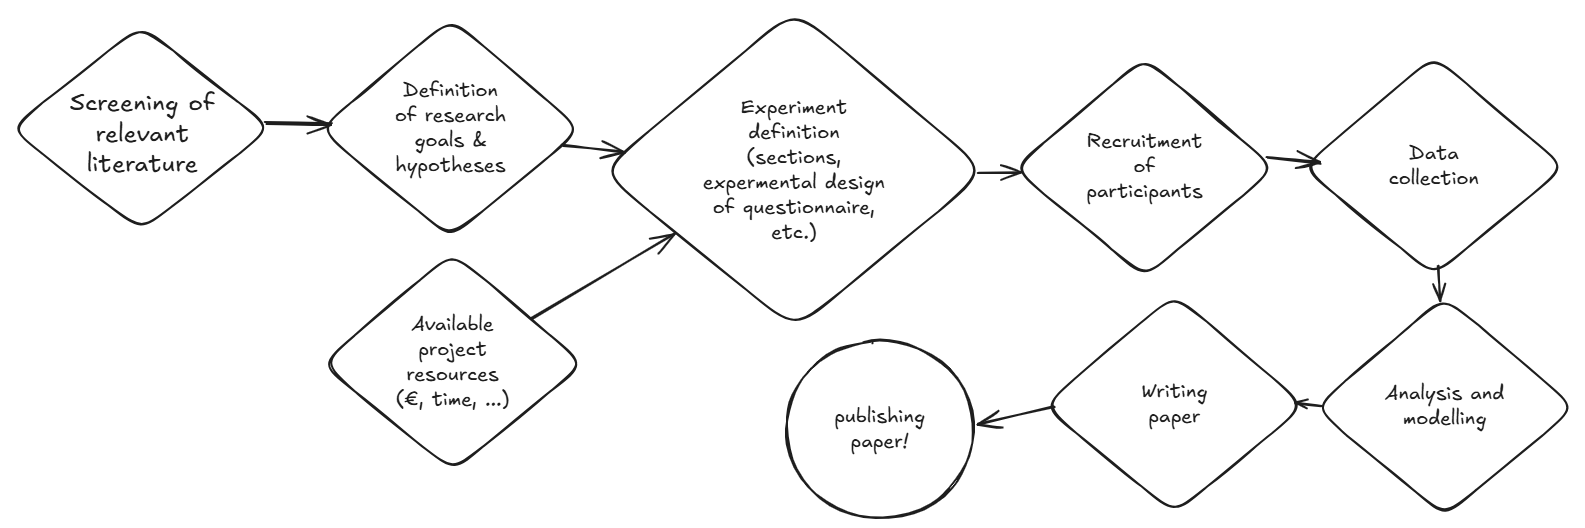 Screening of
relevant
literature
Definition
of research
goals &
hypotheses
Available
project
resources
(€, time, ...)
Experiment
definition
(sections,
expermental design
of questionnaire,
etc.)
Recruitment
of
participants
Data
collection
Analysis and
modelling
Writing
paper
publishing
paper!